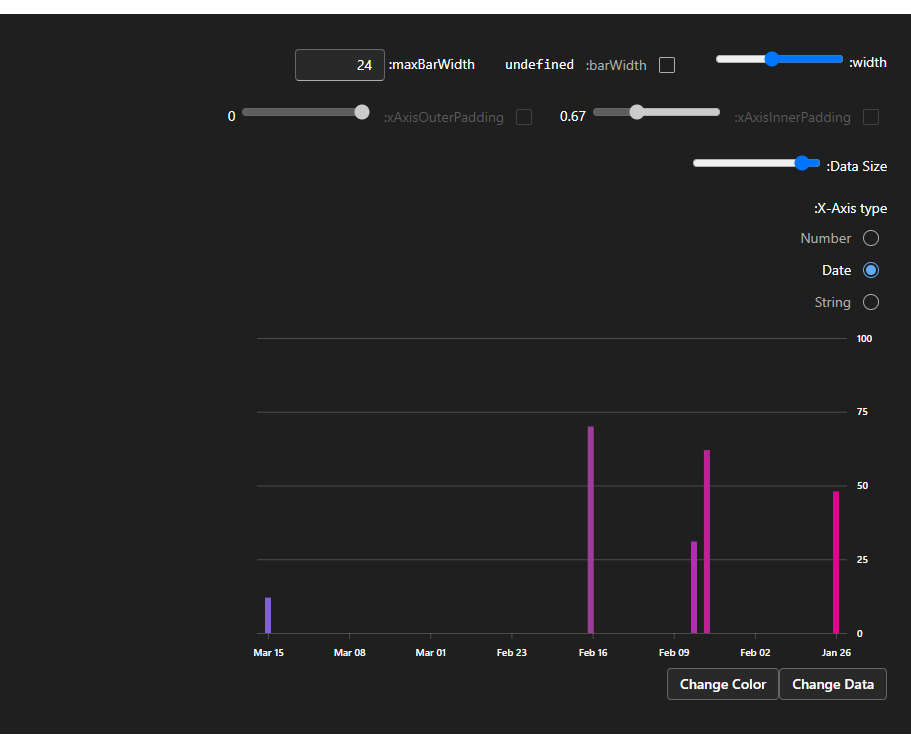 width:
barWidth: undefined
maxBarWidth: 24
xAxisInnerPadding: 0.67
xAxisOuterPadding: 0
Data Size:
X-Axis type:
Number
Date
String
100
75
50
25
0
Mar 15 Mar 08 Mar 01 Feb 23 Feb 16 Feb 09 Feb 02 Jan 26
Change Color Change Data